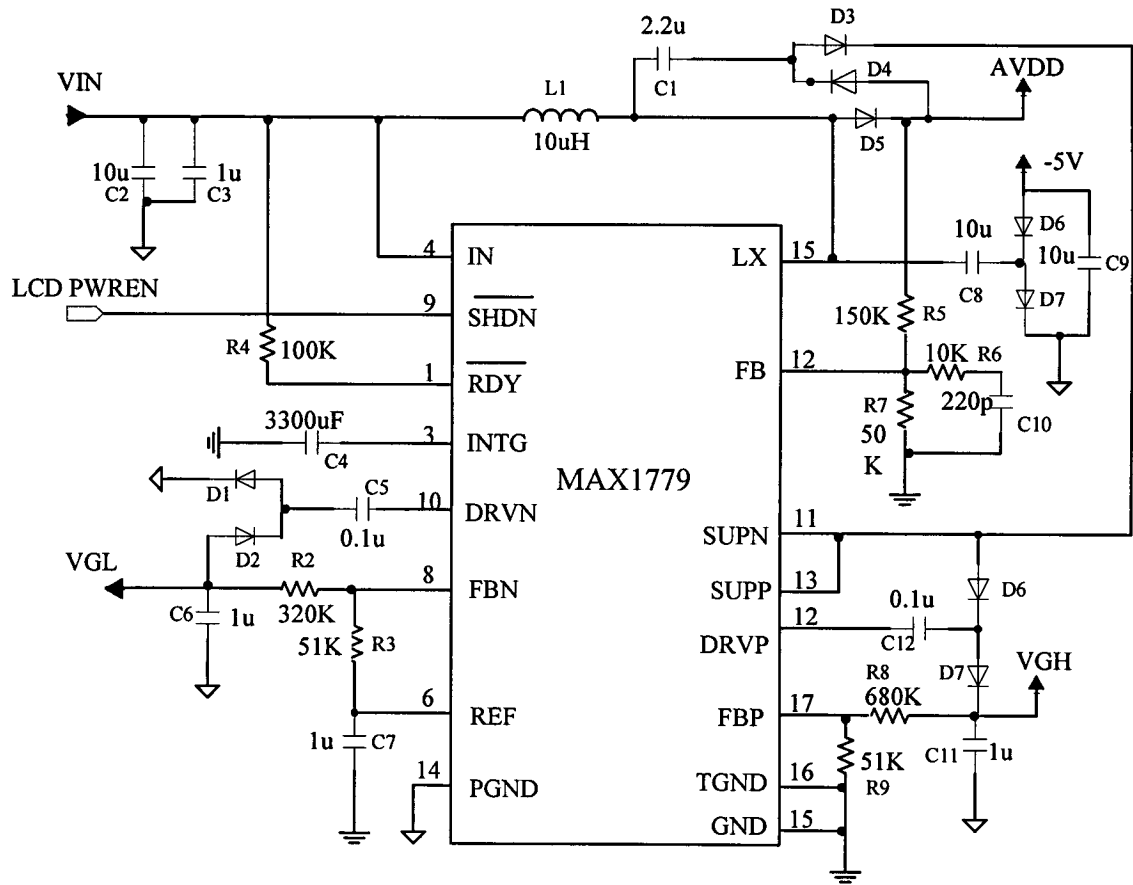 D3
2.2u
C1
D4
AVDD
VIN
L1
10uH
D5
10u
C2
1u
C3
-5V
D6
10u
10u
C9
C8
D7
4
IN
LX
15
LCD PWREN
9
SHDN
R4
100K
150K
R5
1
RDY
FB
12
10K
R6
220p
C10
R7
50
K
3300uF
C4
3
INTG
MAX1779
D1
C5
0.1u
10
DRVN
D2
SUPN
11
VGL
R2
320K
8
FBN
SUPP
13
D6
C6
1u
51K
R3
0.1u
C12
12
DRVP
D7
VGH
R8
680K
6
REF
FBP
17
1u
C7
51K
R9
C11
1u
14
PGND
TGND
16
GND
15